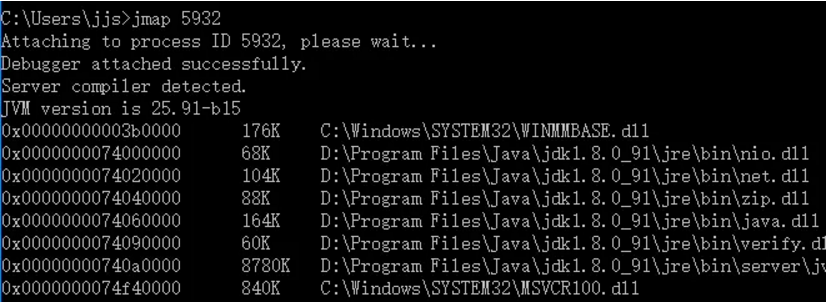 C:\Users\jjs>jmap 5932
Attaching to process ID 5932, please wait...
Debugger attached successfully.
Server compiler detected.
JVM version is 25.91-b15
0x00000000003b0000 176K C:\Windows\SYSTEM32\WINMMBASE.dll
0x0000000074000000 68K D:\Program Files\Java\jdk1.8.0_91\jre\bin\nio.dll
0x0000000074020000 104K D:\Program Files\Java\jdk1.8.0_91\jre\bin\net.dll
0x0000000074040000 88K D:\Program Files\Java\jdk1.8.0_91\jre\bin\zip.dll
0x0000000074060000 164K D:\Program Files\Java\jdk1.8.0_91\jre\bin\java.dll
0x0000000074090000 60K D:\Program Files\Java\jdk1.8.0_91\jre\bin\verify.d
0x00000000740a0000 8780K D:\Program Files\Java\jdk1.8.0_91\jre\bin\server\jv
0x0000000074f40000 840K C:\Windows\SYSTEM32\MSVCR100.dll